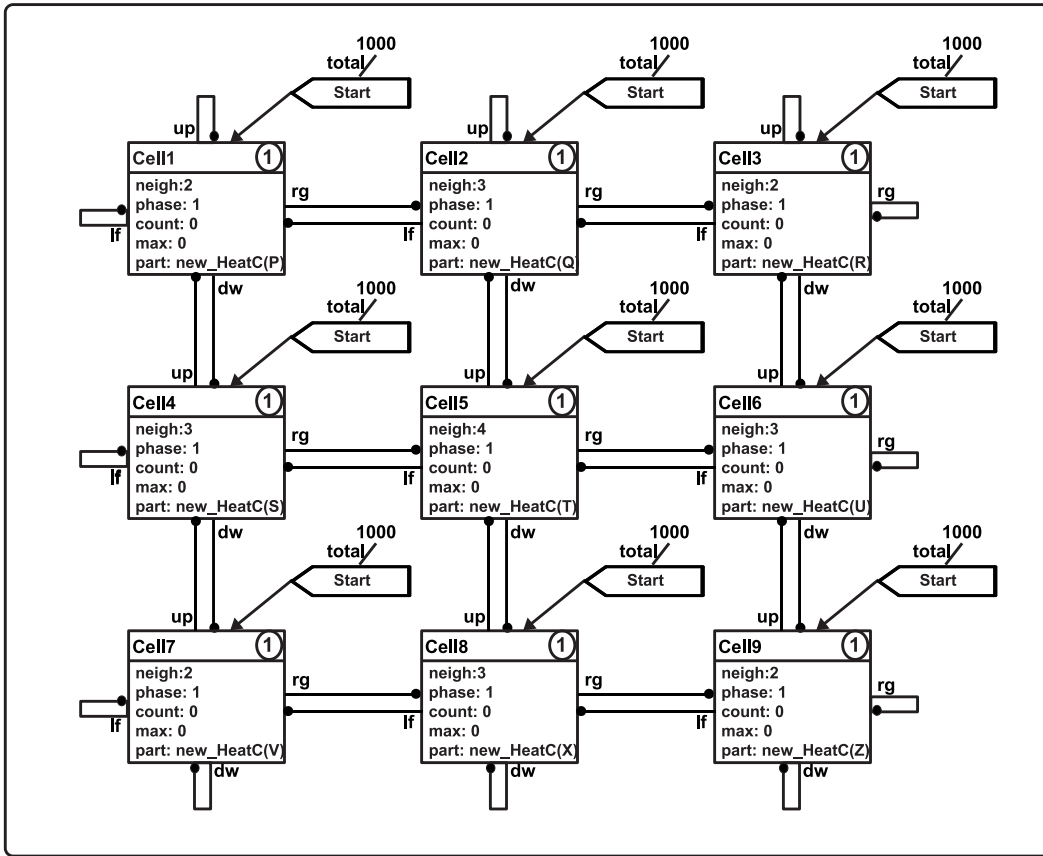 1000 1000 1000
total total total
Start Start Start
up up up
Cell1 1 Cell2 1 Cell3 1
neigh:2 rg neigh:3 rg neigh:2 rg
phase: 1 phase: 1 phase: 1
count: 0 count: 0 count: 0
lf max: 0 lf max: 0 lf max: 0
part: new_HeatC(P) part: new_HeatC(Q) part: new_HeatC(R)
dw dw dw
1000 1000 1000
total total total
Start Start Start
up up up
Cell4 1 Cell5 1 Cell6 1
neigh:3 rg neigh:4 rg neigh:3 rg
phase: 1 phase: 1 phase: 1
count: 0 count: 0 count: 0
lf max: 0 lf max: 0 lf max: 0
part: new_HeatC(S) part: new_HeatC(T) part: new_HeatC(U)
dw dw dw
1000 1000 1000
total total total
Start Start Start
up up up
Cell7 1 Cell8 1 Cell9 1
neigh:2 rg neigh:3 rg neigh:2 rg
phase: 1 phase: 1 phase: 1
count: 0 count: 0 count: 0
lf max: 0 lf max: 0 lf max: 0
part: new_HeatC(V) part: new_HeatC(X) part: new_HeatC(Z)
dw dw dw